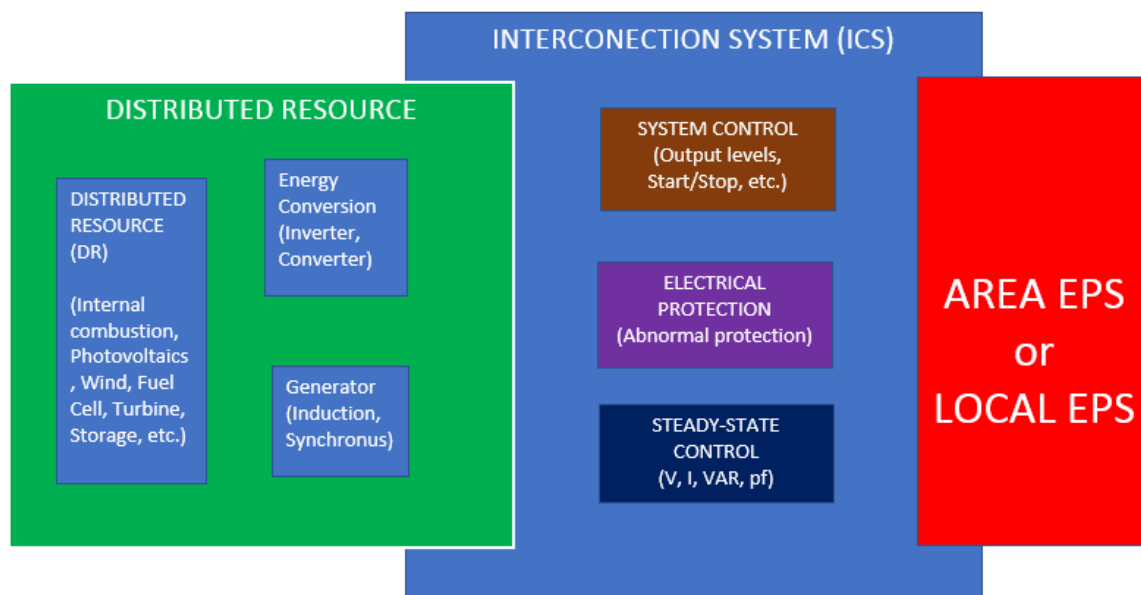 INTERCONECTION SYSTEM (ICS)
DISTRIBUTED RESOURCE
DISTRIBUTED
RESOURCE
(DR)
(Internal
combustion,
Photovoltaics
, Wind, Fuel
Cell, Turbine,
Storage, etc.)
Energy
Conversion
(Inverter,
Converter)
Generator
(Induction,
Synchronus)
SYSTEM CONTROL
(Output levels,
Start/Stop, etc.)
ELECTRICAL
PROTECTION
(Abnormal protection)
STEADY-STATE
CONTROL
(V, I, VAR, pf)
AREA EPS
or
LOCAL EPS